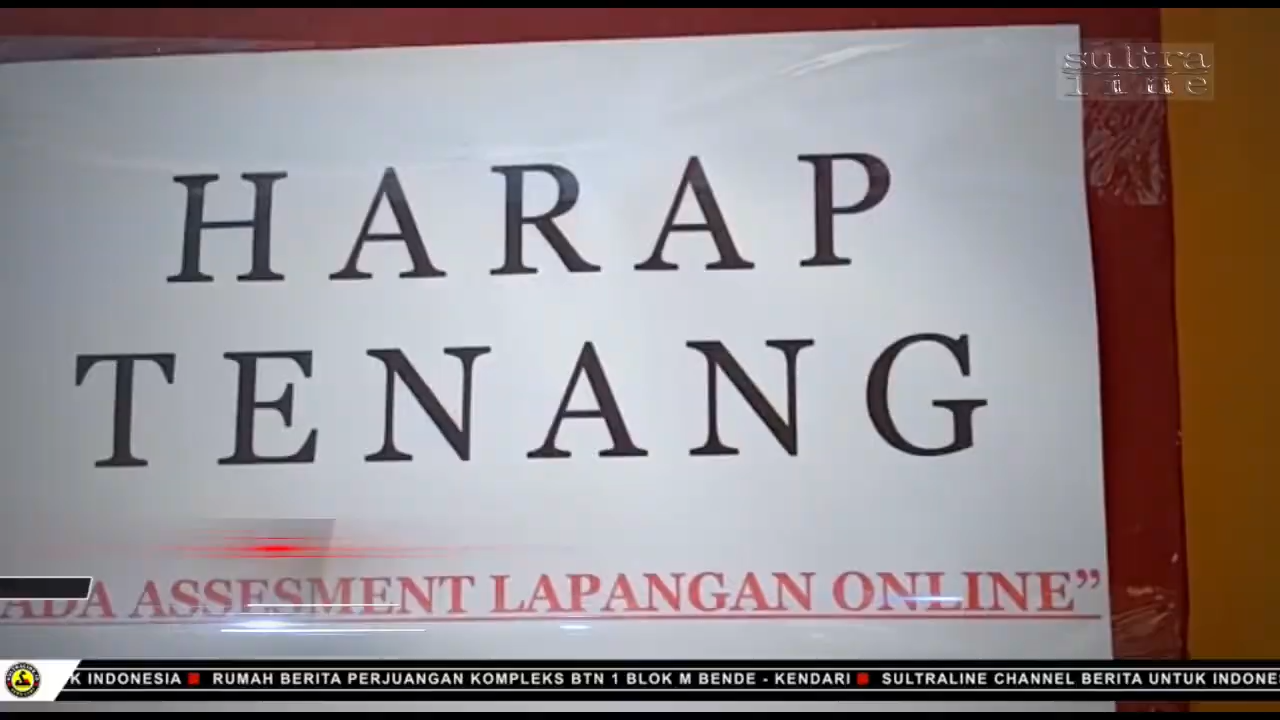 sultra
line
HARAP
TENANG
ADA ASSESMENT LAPANGAN ONLINE”
K INDONESIA ■ RUMAH BERITA PERJUANGAN KOMPLEKS BTN 1 BLOK M BENDE - KENDARI ■ SULTRALINE CHANNEL BERITA UNTUK INDONE